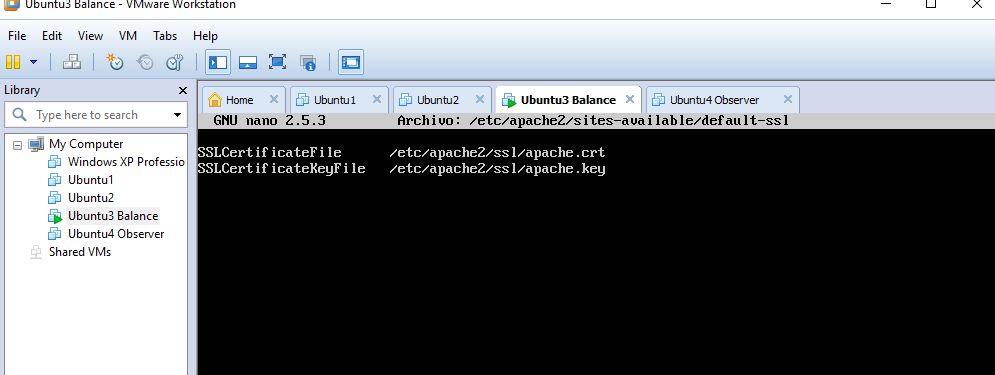 Ubuntu3 Balance - VMware Workstation
File Edit View VM Tabs Help
Library
Type here to search
My Computer
Windows XP Professio
Ubuntu1
Ubuntu2
Ubuntu3 Balance
Ubuntu4 Observer
Shared VMs
Home Ubuntu1 Ubuntu2 Ubuntu3 Balance Ubuntu4 Observer
GNU nano 2.5.3 Archivo: /etc/apache2/sites-available/default-ssl
SSLCertificateFile /etc/apache2/ssl/apache.crt
SSLCertificateKeyFile /etc/apache2/ssl/apache.key